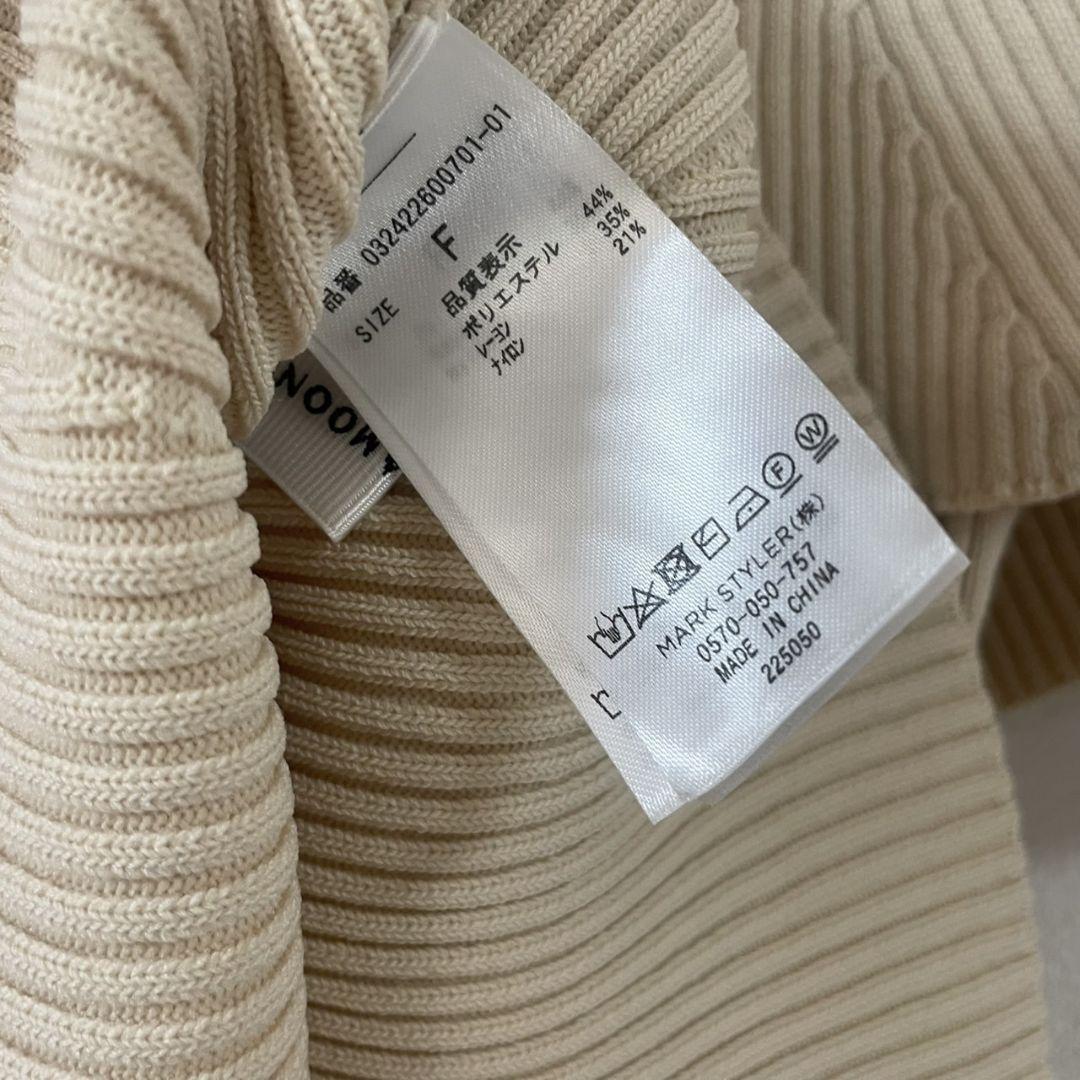 品番 032422600701-01
SIZE F
品質表示
ポリエステル 44%
レーヨン 35%
ナイロン 21%
MARK STYLER(株)
0570-050-757
MADE IN CHINA
225050
MOON